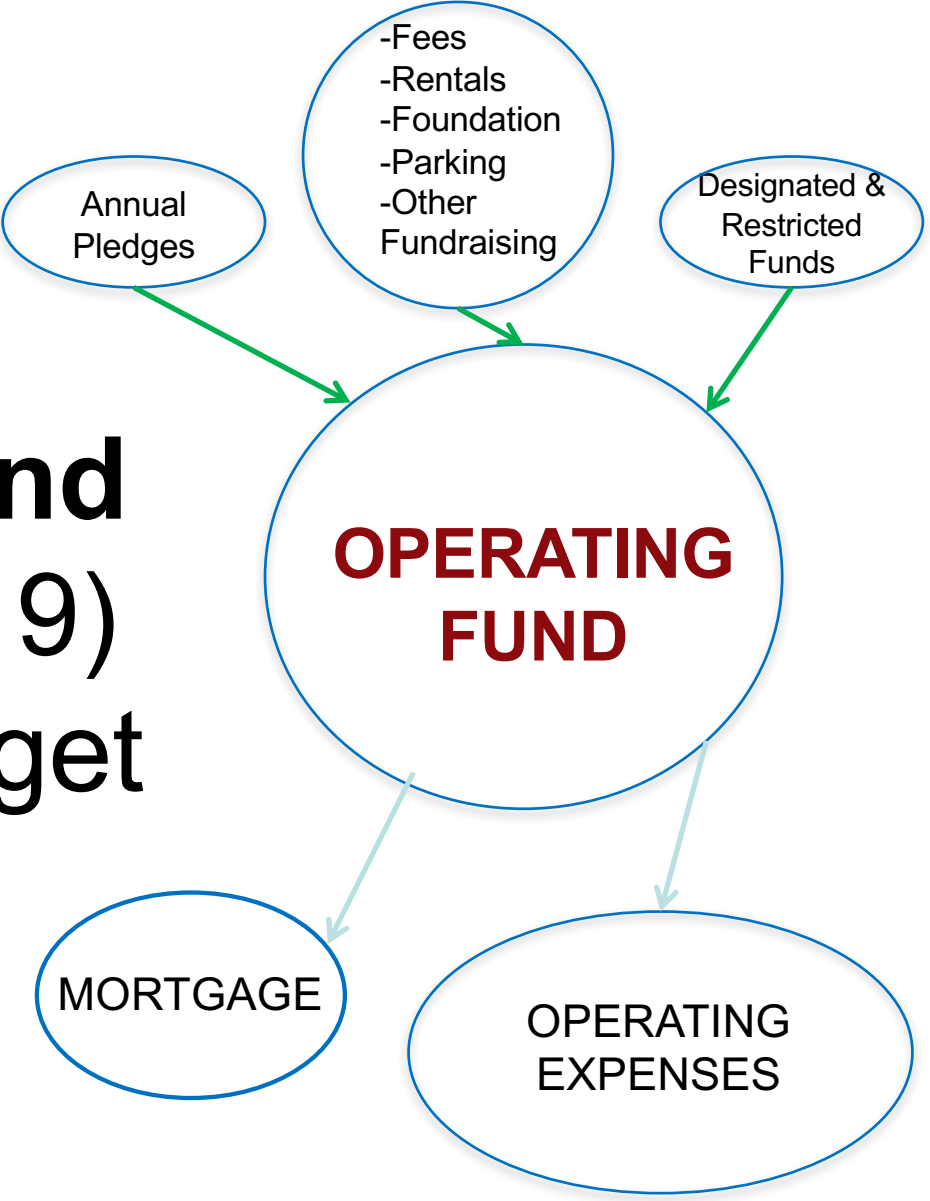 -Fees
-Rentals
-Foundation
-Parking
-Other
Fundraising
Annual
Pledges
Designated &
Restricted
Funds
nd
9)
get
OPERATING
FUND
MORTGAGE
OPERATING
EXPENSES